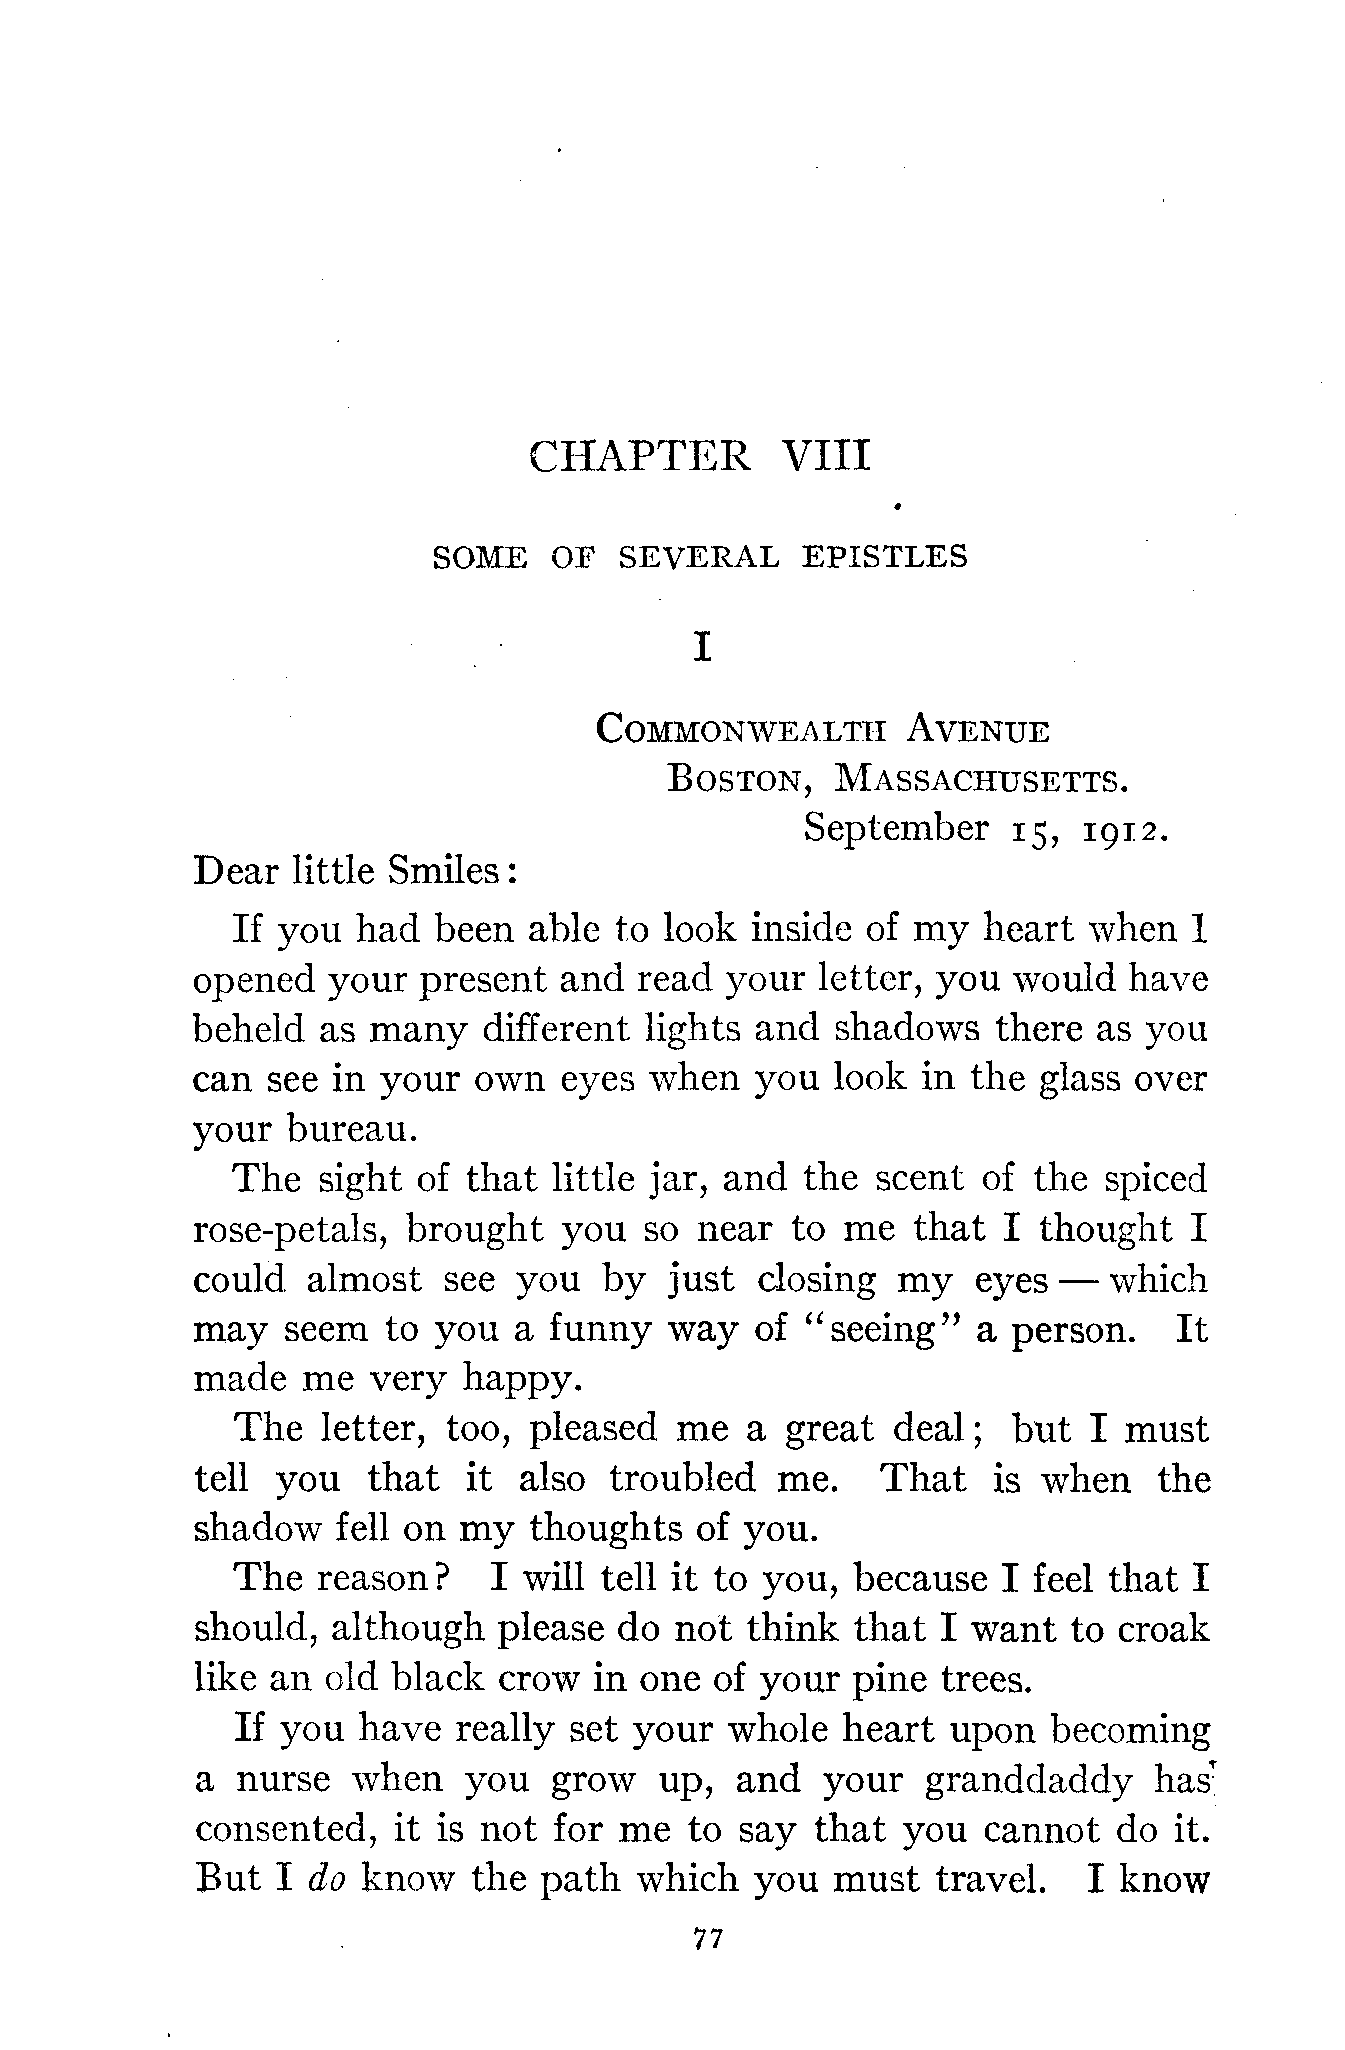 CHAPTER VIII
SOME OF SEVERAL EPISTLES
I
COMMONWEALTH AVENUE
BOSTON, MASSACHUSETTS.
September 15, 1912.
Dear little Smiles:
If you had been able to look inside of my heart when I
opened your present and read your letter, you would have
beheld as many different lights and shadows there as you
can see in your own eyes when you look in the glass over
your bureau.
The sight of that little jar, and the scent of the spiced
rose-petals, brought you so near to me that I thought I
could almost see you by just closing my eyes — which
may seem to you a funny way of “seeing” a person. It
made me very happy.
The letter, too, pleased me a great deal; but I must
tell you that it also troubled me. That is when the
shadow fell on my thoughts of you.
The reason? I will tell it to you, because I feel that I
should, although please do not think that I want to croak
like an old black crow in one of your pine trees.
If you have really set your whole heart upon becoming
a nurse when you grow up, and your granddaddy has
consented, it is not for me to say that you cannot do it.
But I do know the path which you must travel. I know
77